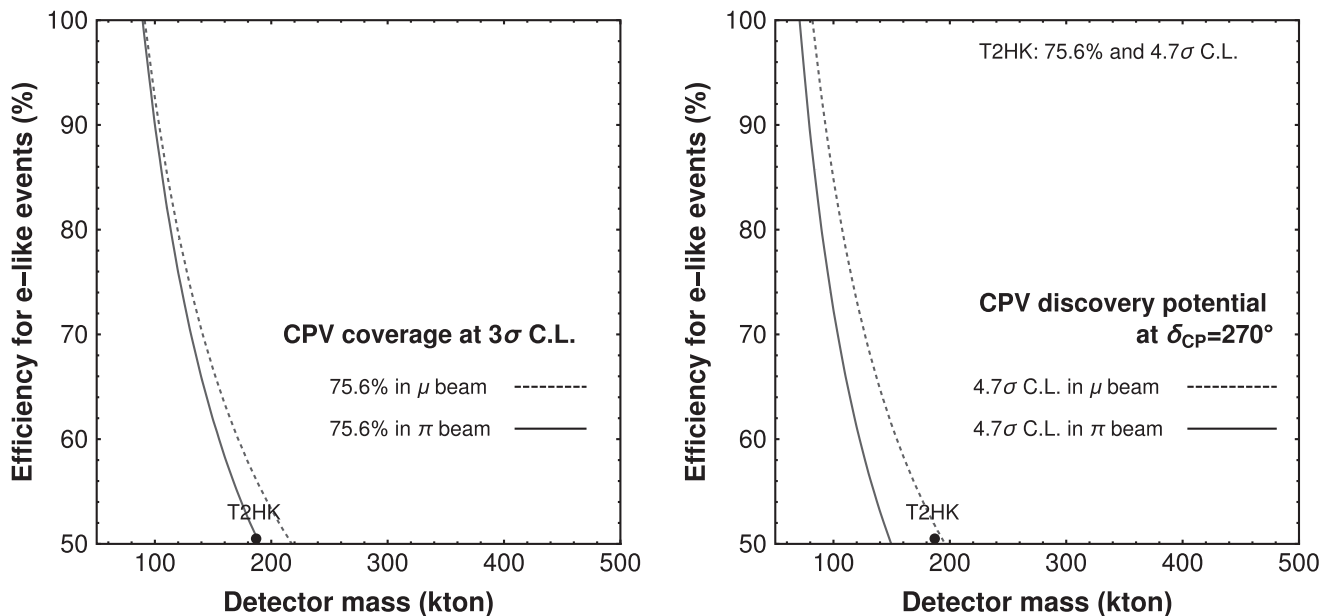 100
90
80
70
60
50
Efficiency for e−like events (%)
CPV coverage at 3σ C.L.
75.6% in μ beam
75.6% in π beam
T2HK
100 200 300 400 500
Detector mass (kton)
100
90
80
70
60
50
Efficiency for e−like events (%)
T2HK: 75.6% and 4.7σ C.L.
CPV discovery potential
at δCP=270°
4.7σ C.L. in μ beam
4.7σ C.L. in π beam
T2HK
100 200 300 400 500
Detector mass (kton)